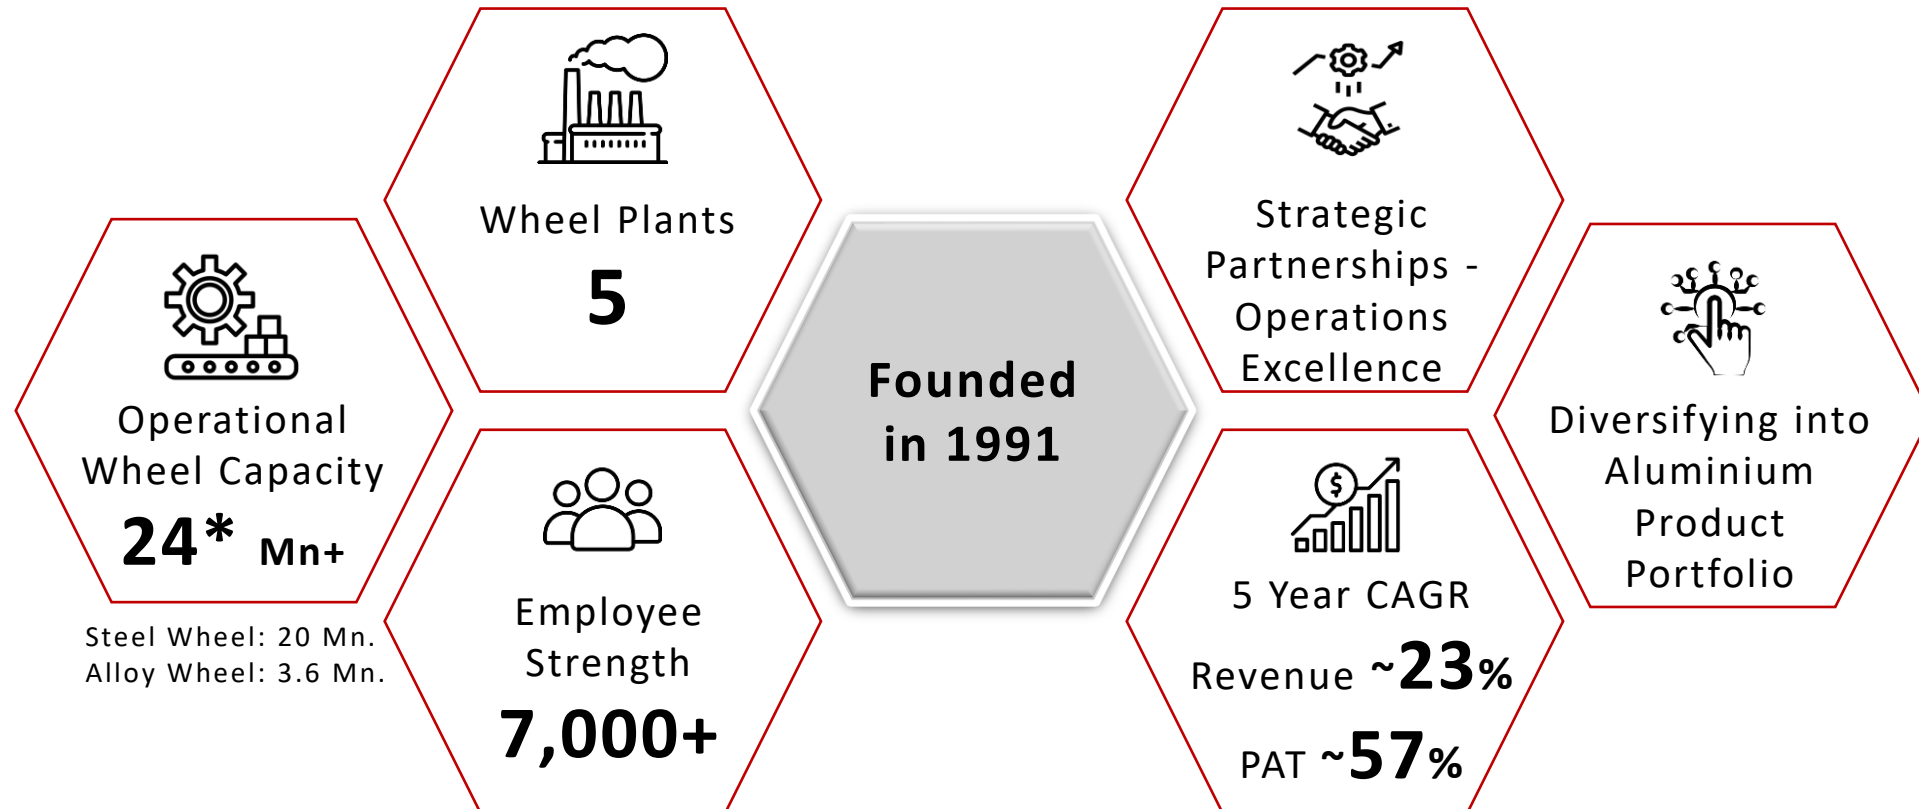 Wheel Plants
5
Operational
Wheel Capacity
24* Mn+
Steel Wheel: 20 Mn.
Alloy Wheel: 3.6 Mn.
Employee
Strength
7,000+
Founded
in 1991
Strategic
Partnerships -
Operations
Excellence
5 Year CAGR
Revenue ~23%
PAT ~57%
Diversifying into
Aluminium
Product
Portfolio
$